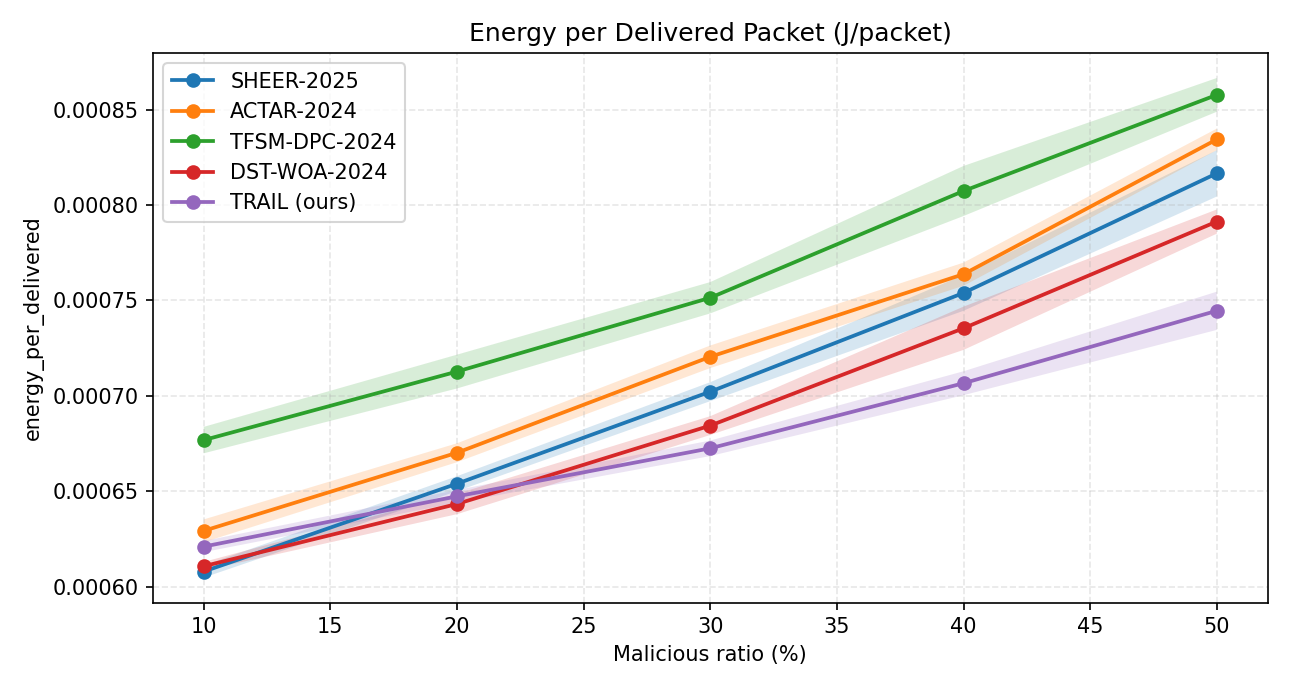 Energy per Delivered Packet (J/packet)
SHEER-2025
ACTAR-2024
TFSM-DPC-2024
DST-WOA-2024
TRAIL (ours)
energy_per_delivered
0.00085
0.00080
0.00075
0.00070
0.00065
0.00060
10 15 20 25 30 35 40 45 50
Malicious ratio (%)